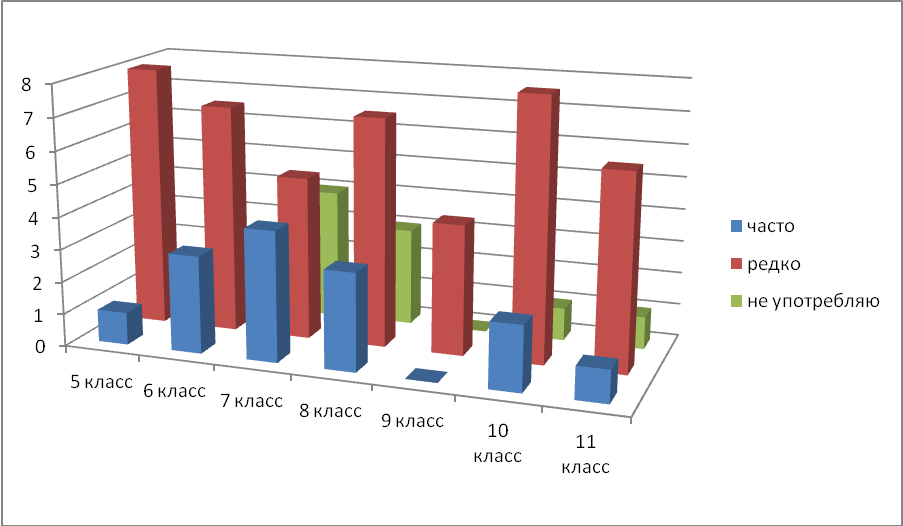 8
7
6
5
4
3
2
1
0
5 класс
6 класс
7 класс
8 класс
9 класс
10
класс
11
класс
часто
редко
не употребляю